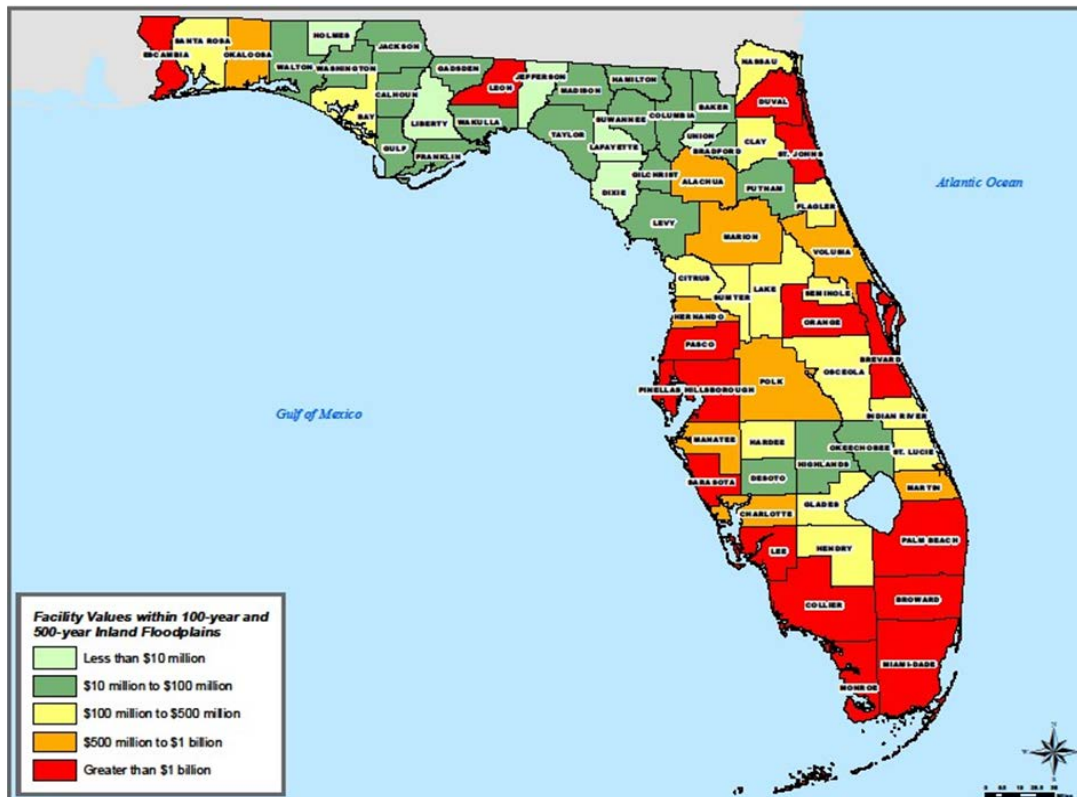 HOLMES
JACKSON
SANTA ROSA
ESCAMBIA
OKALOOSA
WALTON
WASHINGTON
GADSDEN
NASSAU
HAMILTON
JEFFERSON
LEON
MADISON
CALHOUN
DUVAL
BAKER
COLUMBIA
BAY
LIBERTY
WAKULLA
SUWANNEE
TAYLOR
UNION
CLAY
GULF
LAFAYETTE
BRADFORD
ST. JOHNS
FRANKLIN
GILCHRIST
ALACHUA
PUTNAM
Atlantic Ocean
DIXIE
FLAGLER
LEVY
MARION
VOLUSIA
CITRUS
LAKE
SUMTER
SEMINOLE
HERNANDO
ORANGE
PASCO
BREVARD
OSCEOLA
POLK
PINELLAS
HILLSBOROUGH
Gulf of Mexico
INDIAN RIVER
MANATEE
HARDEE
OKEECHOBEE
ST. LUCIE
HIGHLANDS
SARASOTA
DESOTO
MARTIN
GLADES
CHARLOTTE
PALM BEACH
LEE
HENDRY
COLLIER
BROWARD
MIAMI-DADE
MONROE
Facility Values within 100-year and
500-year Inland Floodplains
Less than $10 million
$10 million to $100 million
$100 million to $500 million
$500 million to $1 billion
Greater than $1 billion